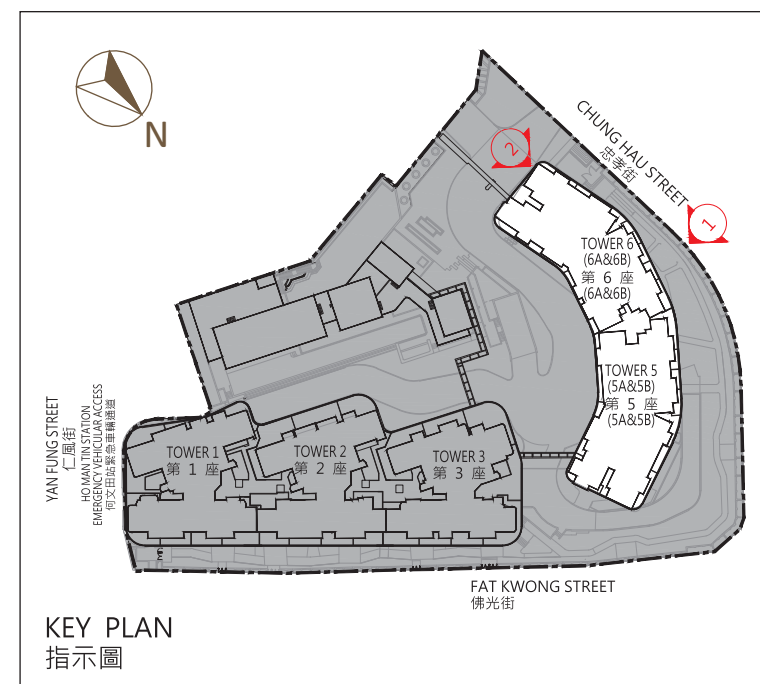 N
CHUNG HAU STREET
忠孝街
2
1
TOWER 6
(6A&6B)
第 6 座
(6A&6B)
TOWER 5
(5A&5B)
第 5 座
(5A&5B)
YAN FUNG STREET
仁風街
HO MAN TIN STATION
EMERGENCY VEHICULAR ACCESS
何文田站緊急車輛通道
TOWER 1
第 1 座
TOWER 2
第 2 座
TOWER 3
第 3 座
FAT KWONG STREET
佛光街
KEY PLAN
指示圖